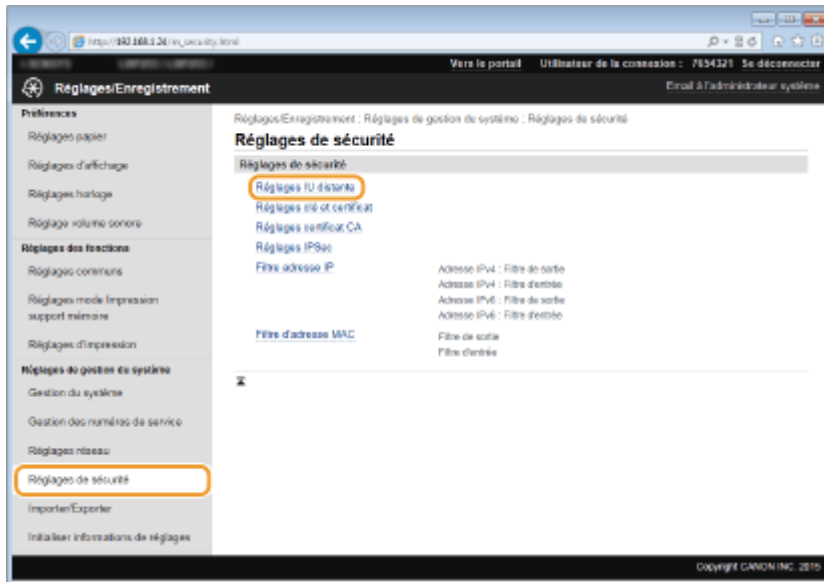 http://192.168.1.24/m_security.html
Vers le portail Utilisateur de la connexion : 7654321 Se déconnecter
Réglages/Enregistrement
Email à l'administrateur système
Préférences
Réglages papier
Réglages d'affichage
Réglages horloge
Réglage volume sonore
Réglages des fonctions
Réglages communs
Réglages mode Impression
support mémoire
Réglages d'impression
Réglages de gestion du système
Gestion du système
Gestion des numéros de service
Réglages réseau
Réglages de sécurité
Importer/Exporter
Initialiser informations de réglages
Réglages/Enregistrement : Réglages de gestion du système : Réglages de sécurité
Réglages de sécurité
Réglages de sécurité
Réglages IU distante
Réglages clé et certificat
Réglages certificat CA
Réglages IPSec
Filtre adresse IP
Adresse IPv4 : Filtre de sortie
Adresse IPv4 : Filtre d'entrée
Adresse IPv6 : Filtre de sortie
Adresse IPv6 : Filtre d'entrée
Filtre d'adresse MAC
Filtre de sortie
Filtre d'entrée
Copyright CANON INC. 2015